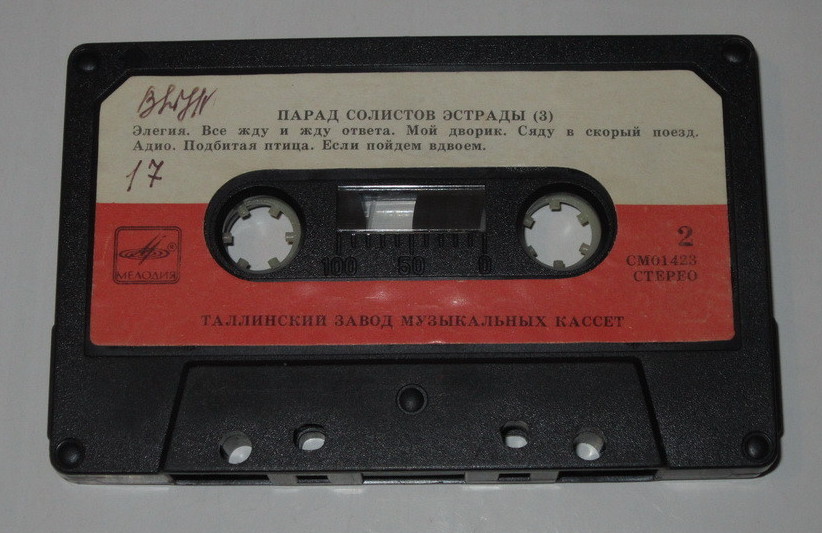 ПАРАД СОЛИСТОВ ЭСТРАДЫ (3)
Элегия. Все жду и жду ответа. Мой дворик. Сяду в скорый поезд.
Адио. Подбитая птица. Если пойдем вдвоем.
17
МЕЛОДИЯ
100 50 0
2
СМ01423
СТЕРЕО
ТАЛЛИНСКИЙ ЗАВОД МУЗЫКАЛЬНЫХ КАССЕТ